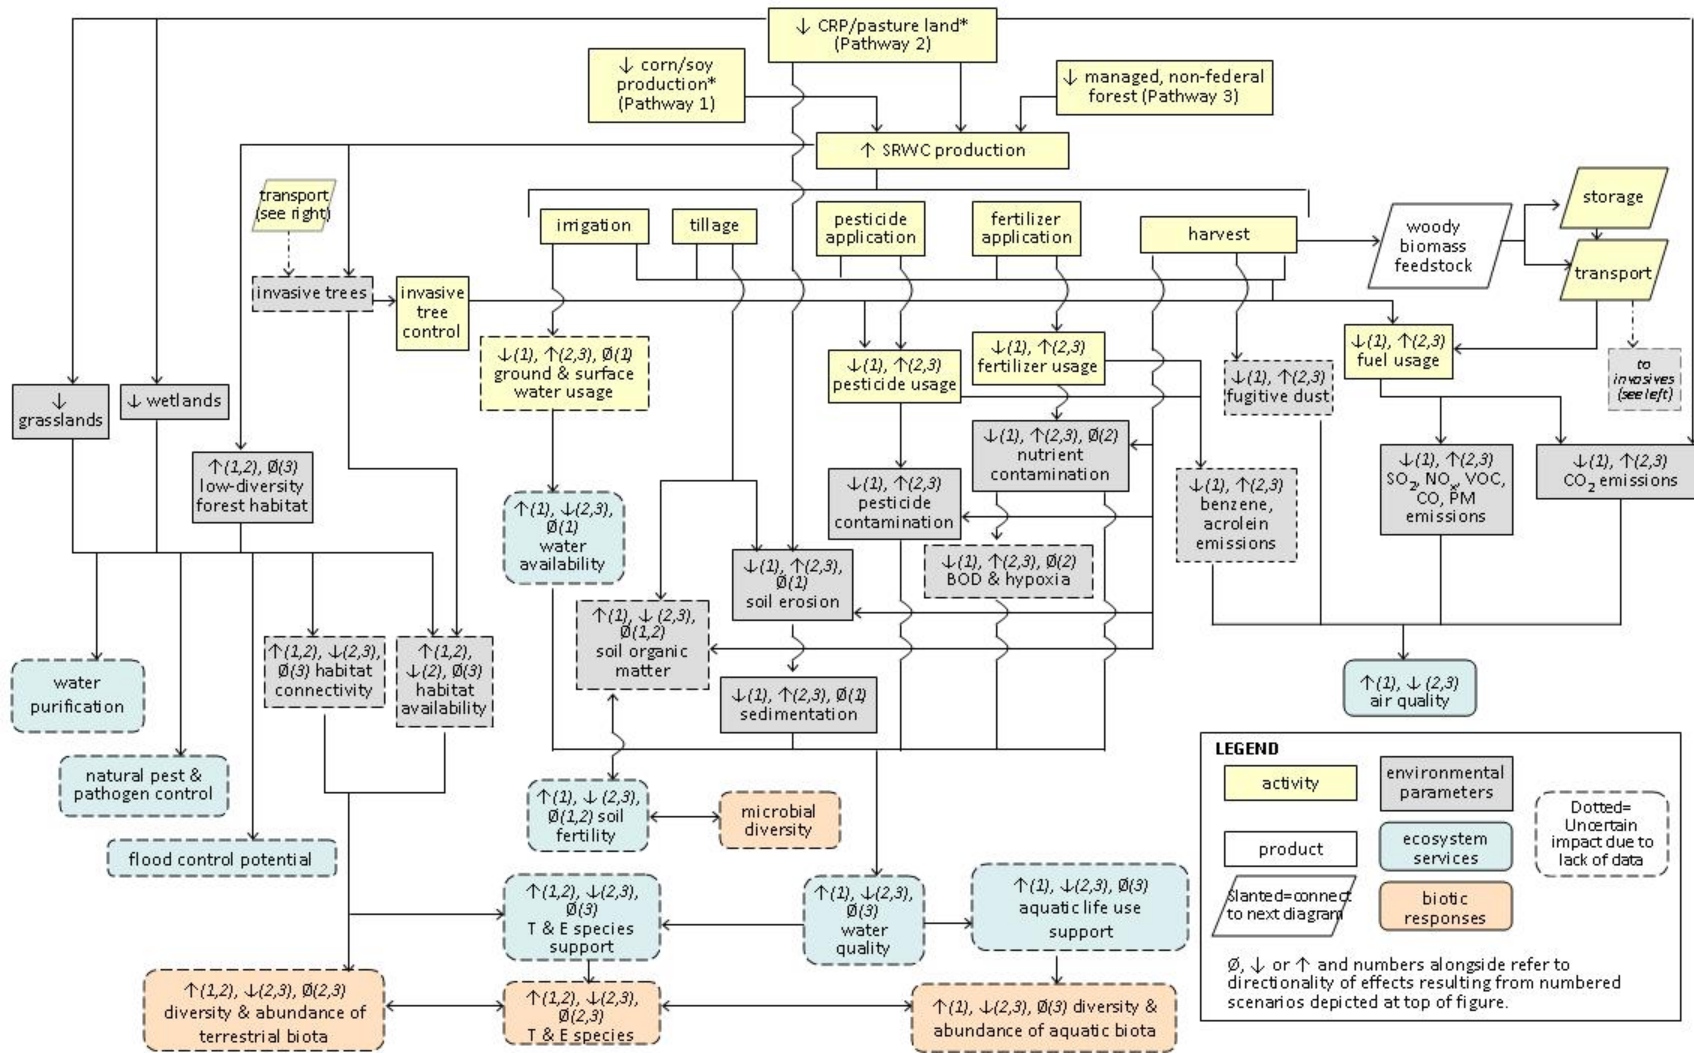 ↓ CRP/pasture land*
(Pathway 2)
↓ corn/soy
production*
(Pathway 1)
↓ managed, non-federal
forest (Pathway 3)
↑ SRWC production
transport
(see right)
irrigation
tillage
pesticide
application
fertilizer
application
harvest
woody
biomass
feedstock
storage
transport
invasive trees
invasive
tree
control
↓(1), ↑(2,3), Ø(1)
ground & surface
water usage
↓(1), ↑(2,3)
pesticide usage
↓(1), ↑(2,3)
fertilizer usage
↓(1), ↑(2,3)
fugitive dust
↓(1), ↑(2,3)
fuel usage
to
invasives
(see left)
↓
grasslands
↓ wetlands
↑(1,2), Ø(3)
low-diversity
forest habitat
↑(1), ↓(2,3),
Ø(1)
water
availability
↓(1), ↑(2,3)
pesticide
contamination
↓(1), ↑(2,3), Ø(2)
nutrient
contamination
↓(1), ↑(2,3)
benzene,
acrolein
emissions
↓(1), ↑(2,3)
SO2, NOx, VOC,
CO, PM
emissions
↓(1), ↑(2,3)
CO2 emissions
↓(1), ↑(2,3),
Ø(1)
soil erosion
↓(1), ↑(2,3), Ø(2)
BOD & hypoxia
↑(1), ↓(2,3),
Ø(1,2)
soil organic
matter
↑(1,2), ↓(2,3),
Ø(3) habitat
connectivity
↑(1,2),
↓(2), Ø(3)
habitat
availability
water
purification
↓(1), ↑(2,3), Ø(1)
sedimentation
↑(1), ↓(2,3)
air quality
natural pest &
pathogen control
flood control potential
↑(1), ↓(2,3),
Ø(1,2) soil
fertility
microbial
diversity
↑(1,2), ↓(2,3),
Ø(3)
T & E species
support
↑(1), ↓(2,3),
Ø(3)
water
quality
↑(1), ↓(2,3), Ø(3)
aquatic life use
support
↑(1,2), ↓(2,3), Ø(2,3)
diversity & abundance of
terrestrial biota
↑(1,2), ↓(2,3),
Ø(2,3)
T & E species
↑(1), ↓(2,3), Ø(3) diversity &
abundance of aquatic biota
LEGEND
activity
environmental
parameters
Dotted=
Uncertain
impact due to
lack of data
product
ecosystem
services
Slanted=connect
to next diagram
biotic
responses
Ø, ↓ or ↑ and numbers alongside refer to
directionality of effects resulting from numbered
scenarios depicted at top of figure.